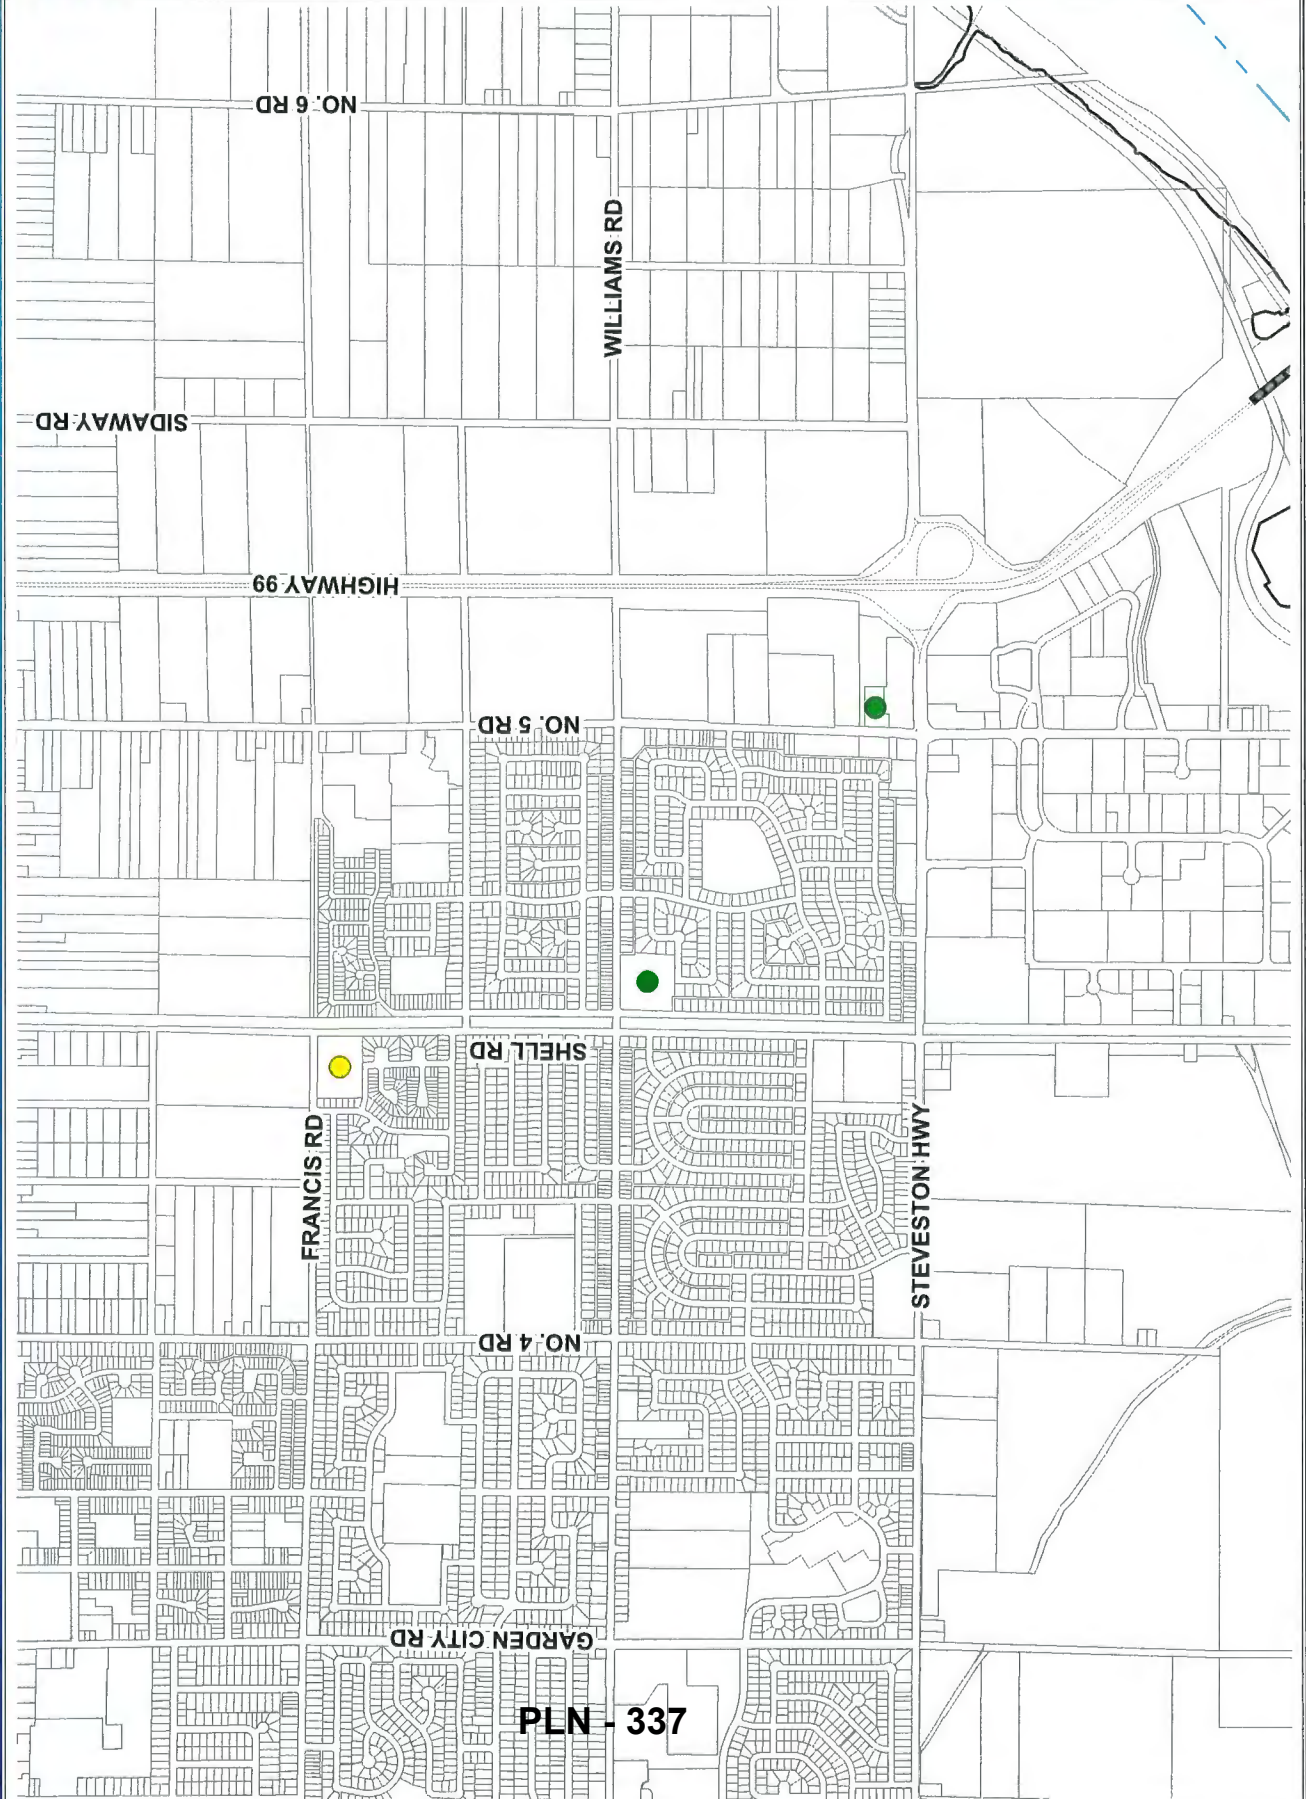 NO. 6 RD
WILLIAMS RD
SIDAWAY RD
HIGHWAY 99
NO. 5 RD
SHELL RD
FRANCIS RD
STEVESTON HWY
NO. 4 RD
GARDEN CITY RD
PLN - 337